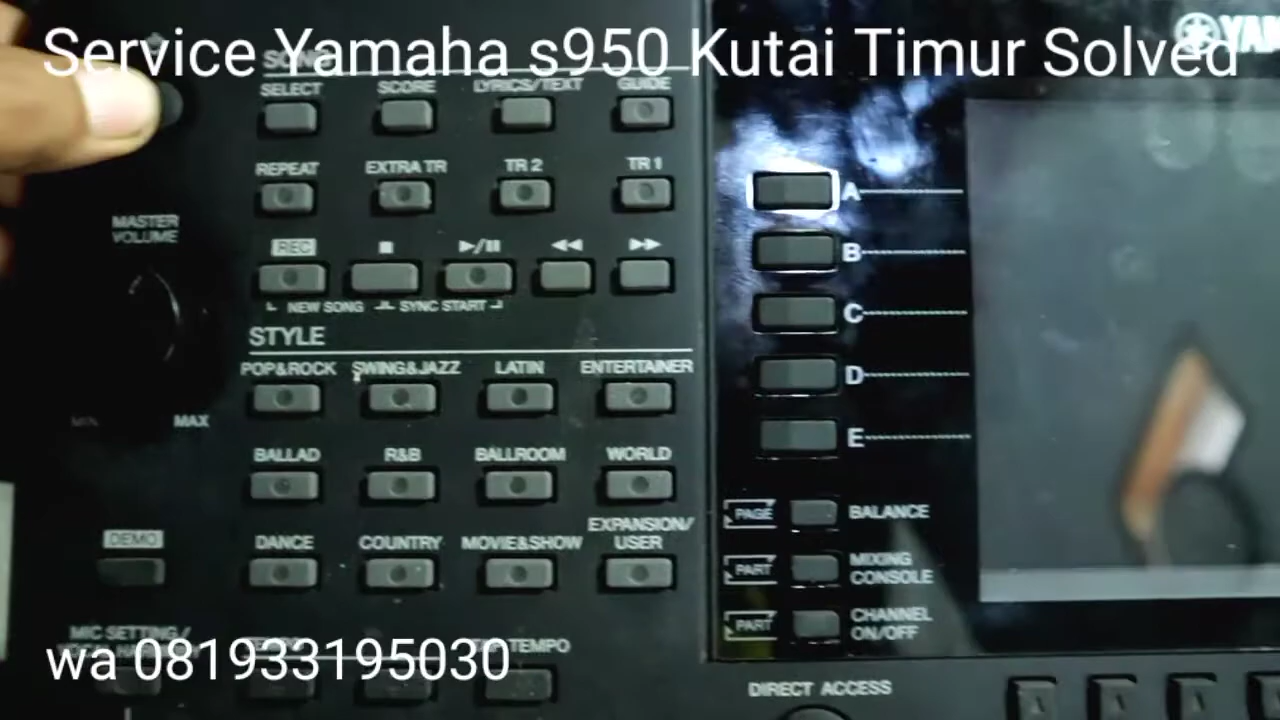 Service Yamaha s950 Kutai Timur Solved
SELECT SCORE LYRICS/TEXT GUIDE
REPEAT EXTRA TR TR 2 TR 1
MASTER
VOLUME
REC
NEW SONG SYNC START
STYLE
POP&ROCK SWING&JAZZ LATIN ENTERTAINER
MIN MAX
BALLAD R&B BALLROOM WORLD
DEMO
DANCE COUNTRY MOVIE&SHOW EXPANSION/
USER
MIC SETTING/
TEMPO
wa 081933195030
A
B
C
D
E
PAGE BALANCE
PART MIXING
CONSOLE
PART CHANNEL
ON/OFF
DIRECT ACCESS